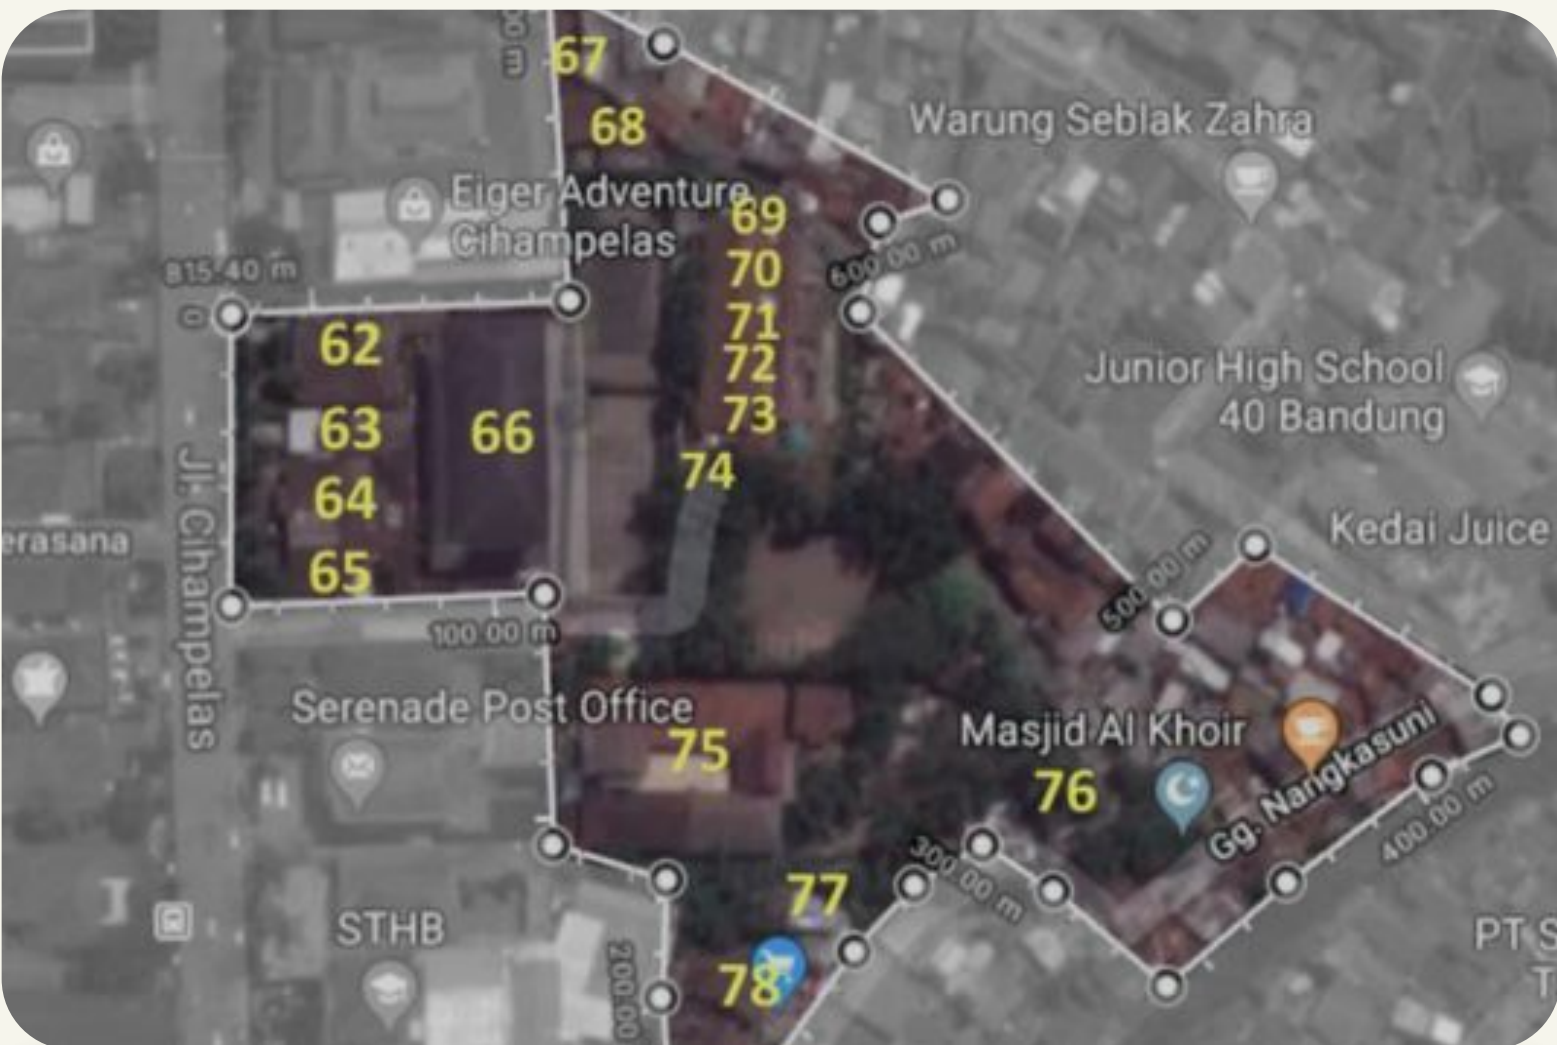 67
68
Warung Seblak Zahra
Eiger Adventure
Cihampelas
69
70
600.00 m
815.40 m
0
71
62
72
Junior High School
40 Bandung
73
63
66
74
64
Jl. Cihampelas
Kedai Juice
erasana
65
500.00 m
100.00 m
Serenade Post Office
75
Masjid Al Khoir
76
Gg. Nangkasuni
400.00 m
300.00 m
77
STHB
78
200.00
PT S
T